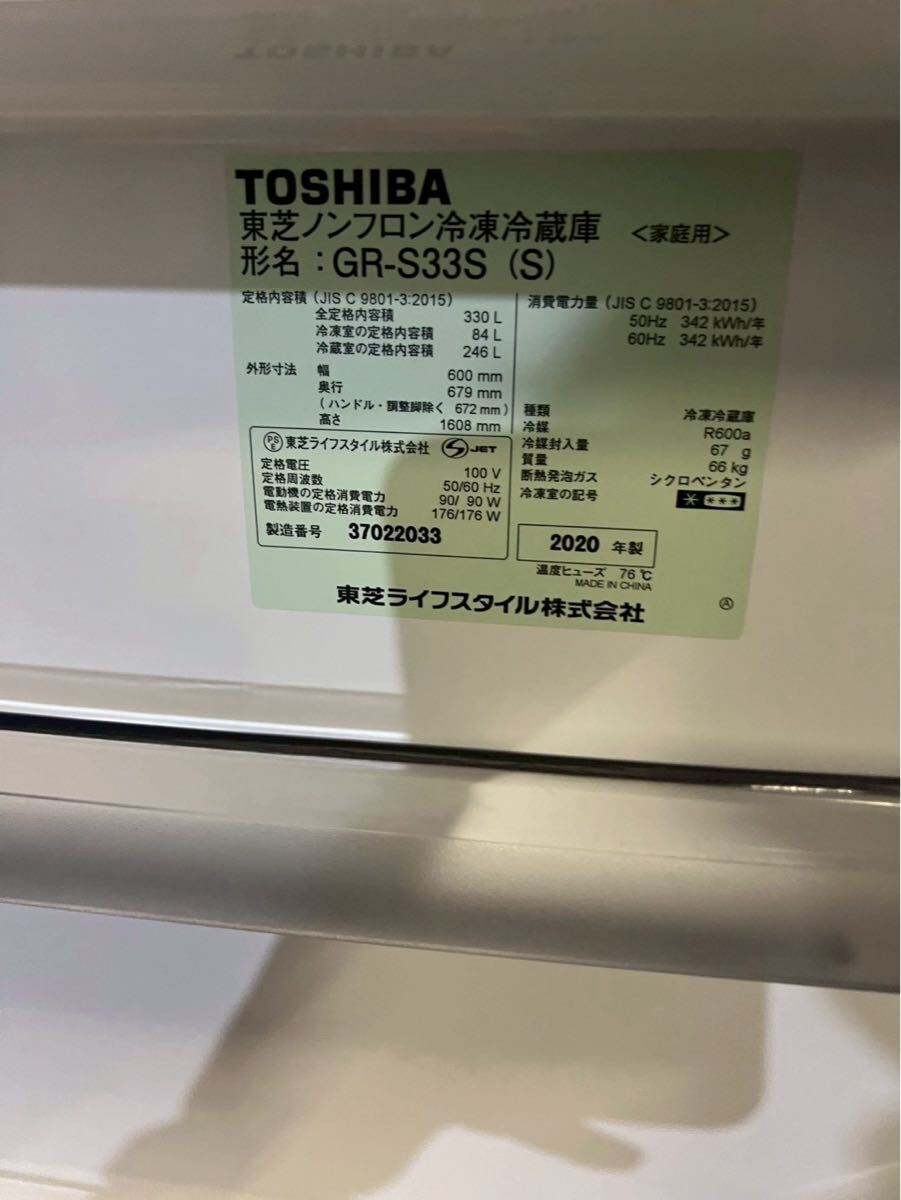 TOSHIBA
東芝ノンフロン冷凍冷蔵庫 <家庭用>
形名：GR-S33S (S)
定格内容積 (JIS C 9801-3:2015)
全定格内容積 330 L
冷凍室の定格内容積 84 L
冷蔵室の定格内容積 246 L
外形寸法 幅 600 mm
奥行 679 mm
(ハンドル・調整脚除く 672 mm)
高さ 1608 mm
消費電力量 (JIS C 9801-3:2015)
50Hz 342 kWh/年
60Hz 342 kWh/年
種類 冷凍冷蔵庫
冷媒 R600a
冷媒封入量 67 g
質量 66 kg
断熱発泡ガス シクロペンタン
冷凍室の記号
PSE 東芝ライフスタイル株式会社 S JET
定格電圧 100 V
定格周波数 50/60 Hz
電動機の定格消費電力 90/ 90 W
電熱装置の定格消費電力 176/176 W
製造番号 37022033
2020 年製
温度ヒューズ 76℃
MADE IN CHINA
東芝ライフスタイル株式会社
Ⓐ